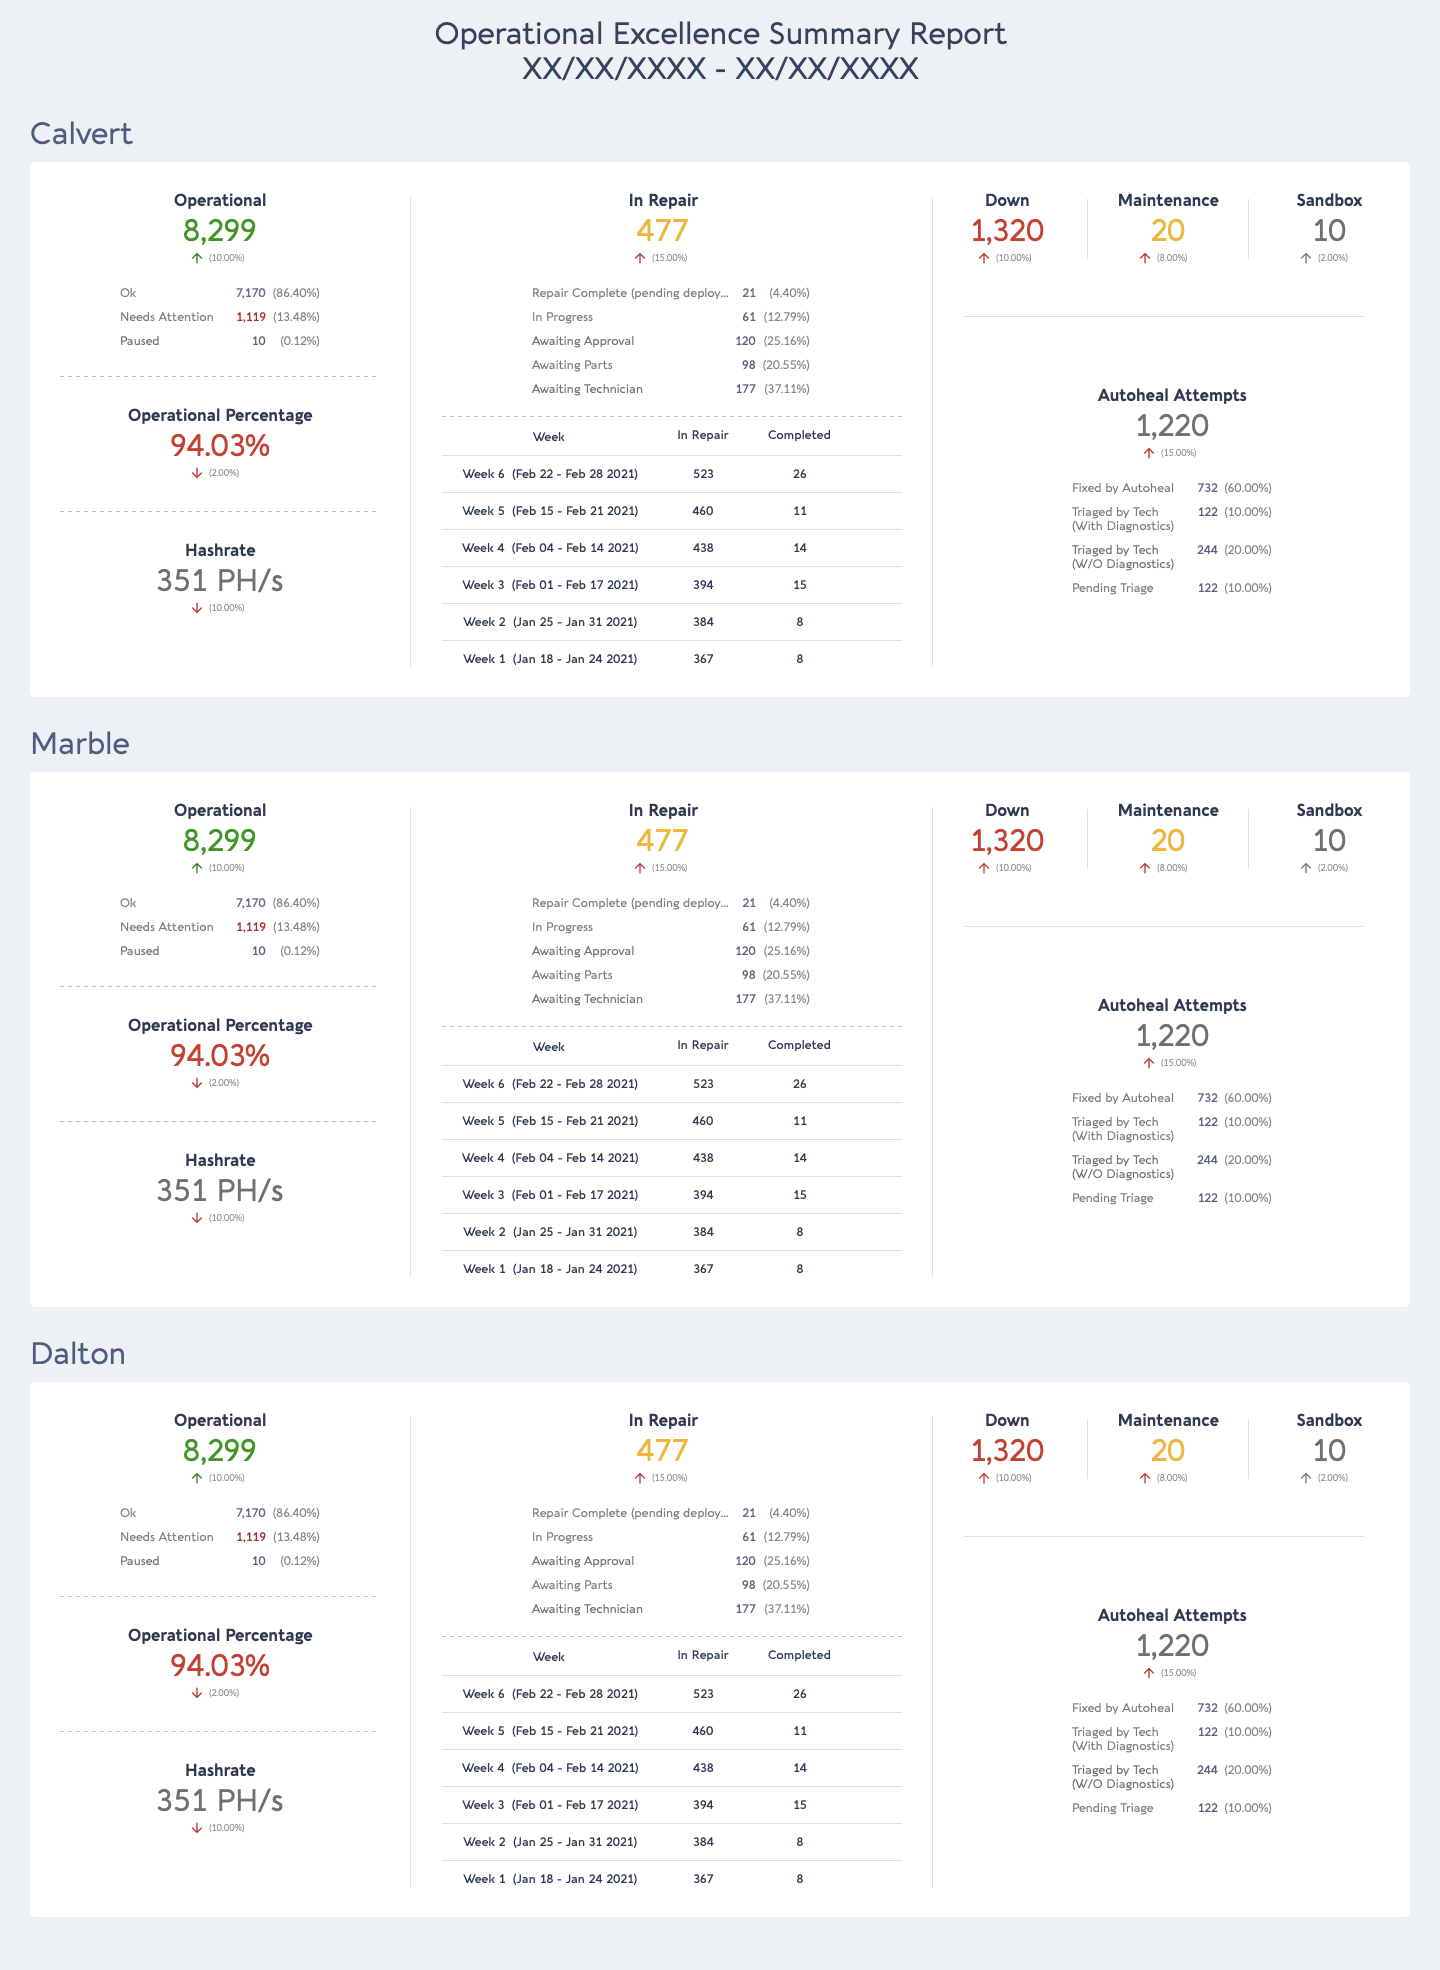 Operational Excellence Summary Report
XX/XX/XXXX - XX/XX/XXXX
Calvert
Operational
8,299
(10.00%)
Ok 7,170 (86.40%)
Needs Attention 1,119 (13.48%)
Paused 10 (0.12%)
Operational Percentage
94.03%
(2.00%)
Hashrate
351 PH/s
(10.00%)
In Repair
477
(15.00%)
Repair Complete (pending deploy... 21 (4.40%)
In Progress 61 (12.79%)
Awaiting Approval 120 (25.16%)
Awaiting Parts 98 (20.55%)
Awaiting Technician 177 (37.11%)
Week In Repair Completed
Week 6 (Feb 22 - Feb 28 2021) 523 26
Week 5 (Feb 15 - Feb 21 2021) 460 11
Week 4 (Feb 04 - Feb 14 2021) 438 14
Week 3 (Feb 01 - Feb 17 2021) 394 15
Week 2 (Jan 25 - Jan 31 2021) 384 8
Week 1 (Jan 18 - Jan 24 2021) 367 8
Down
1,320
(10.00%)
Maintenance
20
(8.00%)
Sandbox
10
(2.00%)
Autoheal Attempts
1,220
(15.00%)
Fixed by Autoheal 732 (60.00%)
Triaged by Tech 122 (10.00%)
(With Diagnostics)
Triaged by Tech 244 (20.00%)
(W/O Diagnostics)
Pending Triage 122 (10.00%)
Marble
Operational
8,299
(10.00%)
Ok 7,170 (86.40%)
Needs Attention 1,119 (13.48%)
Paused 10 (0.12%)
Operational Percentage
94.03%
(2.00%)
Hashrate
351 PH/s
(10.00%)
In Repair
477
(15.00%)
Repair Complete (pending deploy... 21 (4.40%)
In Progress 61 (12.79%)
Awaiting Approval 120 (25.16%)
Awaiting Parts 98 (20.55%)
Awaiting Technician 177 (37.11%)
Week In Repair Completed
Week 6 (Feb 22 - Feb 28 2021) 523 26
Week 5 (Feb 15 - Feb 21 2021) 460 11
Week 4 (Feb 04 - Feb 14 2021) 438 14
Week 3 (Feb 01 - Feb 17 2021) 394 15
Week 2 (Jan 25 - Jan 31 2021) 384 8
Week 1 (Jan 18 - Jan 24 2021) 367 8
Down
1,320
(10.00%)
Maintenance
20
(8.00%)
Sandbox
10
(2.00%)
Autoheal Attempts
1,220
(15.00%)
Fixed by Autoheal 732 (60.00%)
Triaged by Tech 122 (10.00%)
(With Diagnostics)
Triaged by Tech 244 (20.00%)
(W/O Diagnostics)
Pending Triage 122 (10.00%)
Dalton
Operational
8,299
(10.00%)
Ok 7,170 (86.40%)
Needs Attention 1,119 (13.48%)
Paused 10 (0.12%)
Operational Percentage
94.03%
(2.00%)
Hashrate
351 PH/s
(10.00%)
In Repair
477
(15.00%)
Repair Complete (pending deploy... 21 (4.40%)
In Progress 61 (12.79%)
Awaiting Approval 120 (25.16%)
Awaiting Parts 98 (20.55%)
Awaiting Technician 177 (37.11%)
Week In Repair Completed
Week 6 (Feb 22 - Feb 28 2021) 523 26
Week 5 (Feb 15 - Feb 21 2021) 460 11
Week 4 (Feb 04 - Feb 14 2021) 438 14
Week 3 (Feb 01 - Feb 17 2021) 394 15
Week 2 (Jan 25 - Jan 31 2021) 384 8
Week 1 (Jan 18 - Jan 24 2021) 367 8
Down
1,320
(10.00%)
Maintenance
20
(8.00%)
Sandbox
10
(2.00%)
Autoheal Attempts
1,220
(15.00%)
Fixed by Autoheal 732 (60.00%)
Triaged by Tech 122 (10.00%)
(With Diagnostics)
Triaged by Tech 244 (20.00%)
(W/O Diagnostics)
Pending Triage 122 (10.00%)